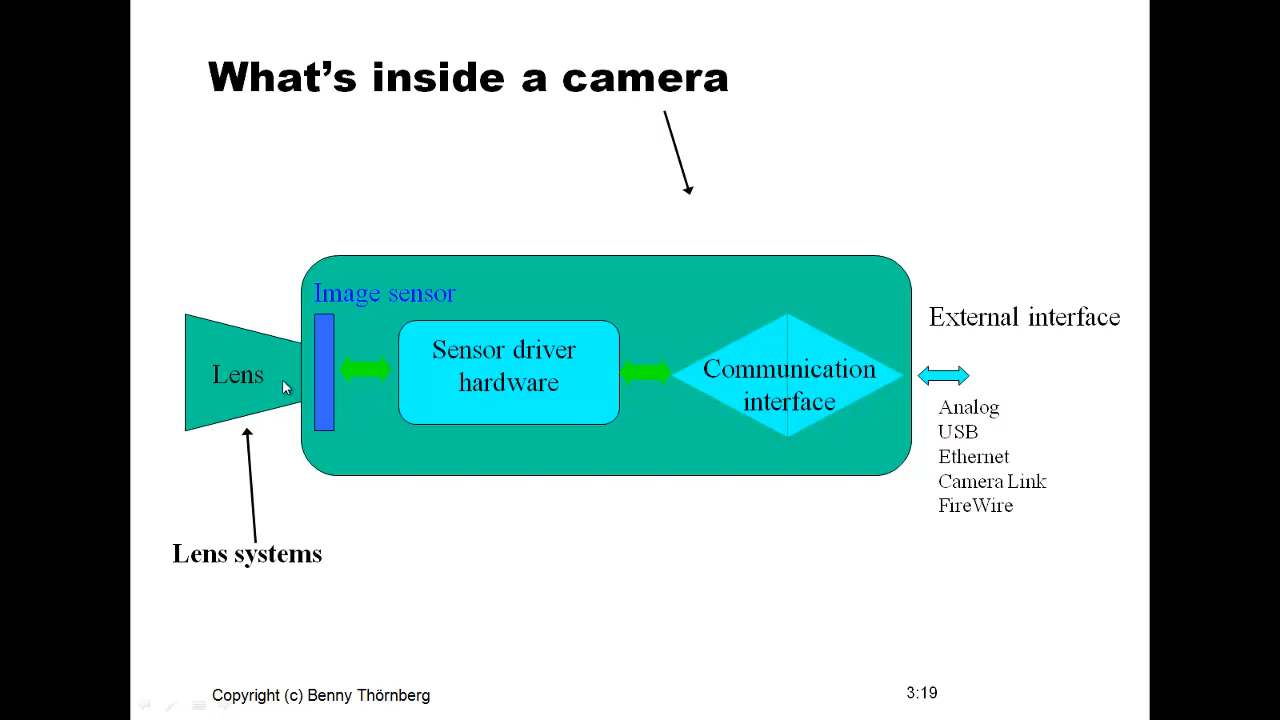 What's inside a camera
Image sensor
External interface
Sensor driver
hardware
Communication
interface
Lens
Analog
USB
Ethernet
Camera Link
FireWire
Lens systems
Copyright (c) Benny Thörnberg
3:19